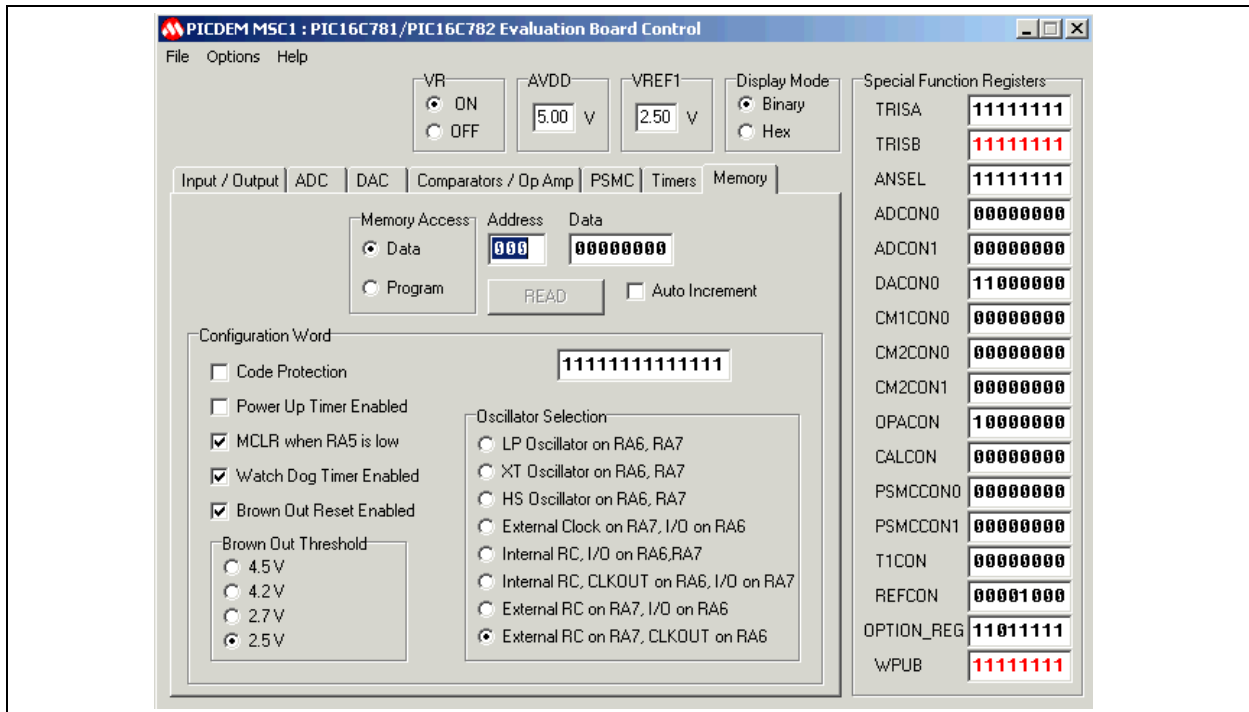 PICDEM MSC1 : PIC16C781/PIC16C782 Evaluation Board Control
File Options Help
VR
ON
OFF
AVDD
5.00 V
VREF1
2.50 V
Display Mode
Binary
Hex
Input / Output ADC DAC Comparators / Op Amp PSMC Timers Memory
Memory Access
Data
Program
Address
000
Data
00000000
READ
Auto Increment
Configuration Word
11111111111111
Code Protection
Power Up Timer Enabled
MCLR when RA5 is low
Watch Dog Timer Enabled
Brown Out Reset Enabled
Brown Out Threshold
4.5 V
4.2 V
2.7 V
2.5 V
Oscillator Selection
LP Oscillator on RA6, RA7
XT Oscillator on RA6, RA7
HS Oscillator on RA6, RA7
External Clock on RA7, I/O on RA6
Internal RC, I/O on RA6,RA7
Internal RC, CLKOUT on RA6, I/O on RA7
External RC on RA7, I/O on RA6
External RC on RA7, CLKOUT on RA6
Special Function Registers
TRISA 11111111
TRISB 11111111
ANSEL 11111111
ADCON0 00000000
ADCON1 00000000
DACON0 11000000
CM1CON0 00000000
CM2CON0 00000000
CM2CON1 00000000
OPACON 10000000
CALCON 00000000
PSMCCON0 00000000
PSMCCON1 00000000
T1CON 00000000
REFCON 00001000
OPTION_REG 11011111
WPUB 11111111